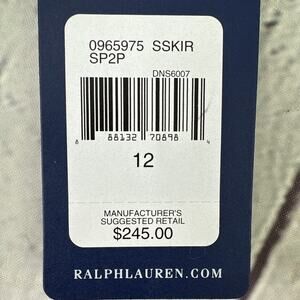 0965975 SSKIR
SP2P
DNS6007
8 88132 70898 4
12
MANUFACTURER'S
SUGGESTED RETAIL
$245.00
RALPHLAUREN.COM